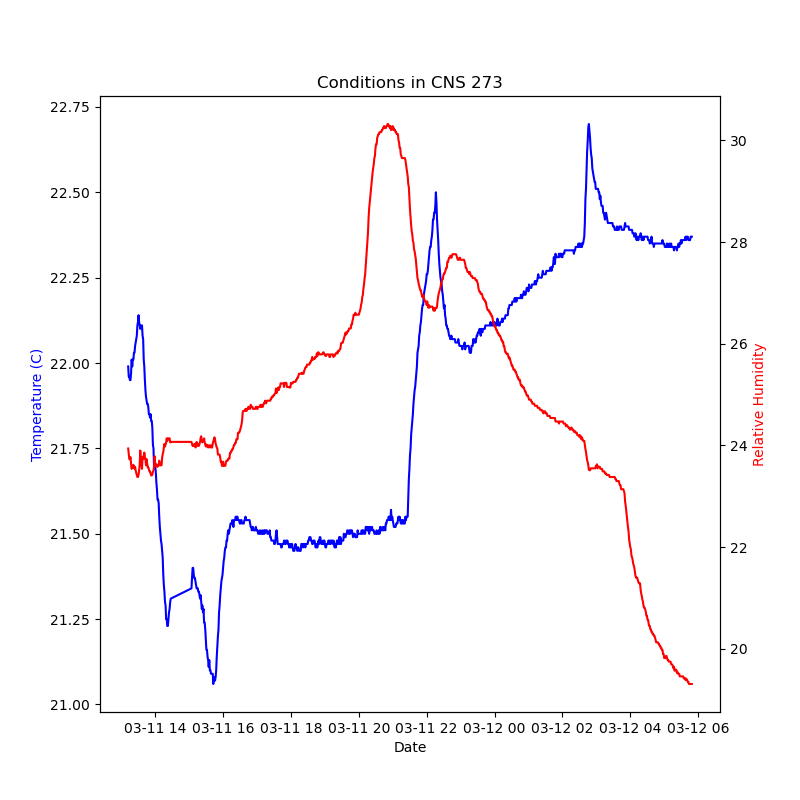 Conditions in CNS 273
22.75
22.50
22.25
22.00
21.75
21.50
21.25
21.00
Temperature (C)
30
28
26
24
22
20
Relative Humidity
03-11 14 03-11 16 03-11 18 03-11 20 03-11 22 03-12 00 03-12 02 03-12 04 03-12 06
Date